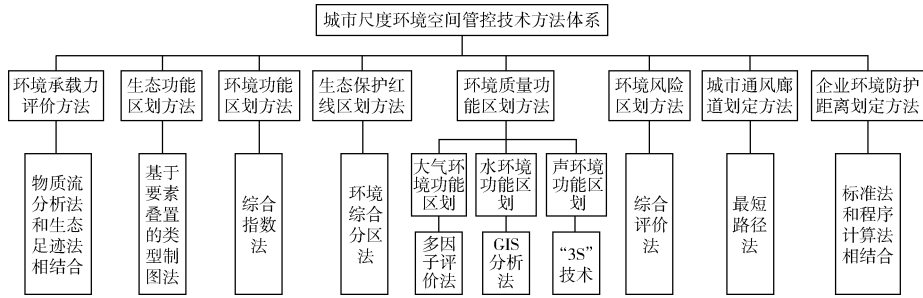 城市尺度环境空间管控技术方法体系
环境承载力
评价方法
生态功能
区划方法
环境功能
区划方法
生态保护红
线区划方法
环境质量功
能区划方法
环境风险
区划方法
城市通风廊
道划定方法
企业环境防护
距离划定方法
物质流
分析法
和生态
足迹法
相结合
基于
要素
叠置
的类
型制
图法
综合
指数
法
环境
综合
分区
法
大气环
境功能
区划
水环境
功能区
划
声环境
功能区
划
多因
子评
价法
GIS
分析
法
“3S”
技术
综合
评价
法
最短
路径
法
标准法
和程序
计算法
相结合